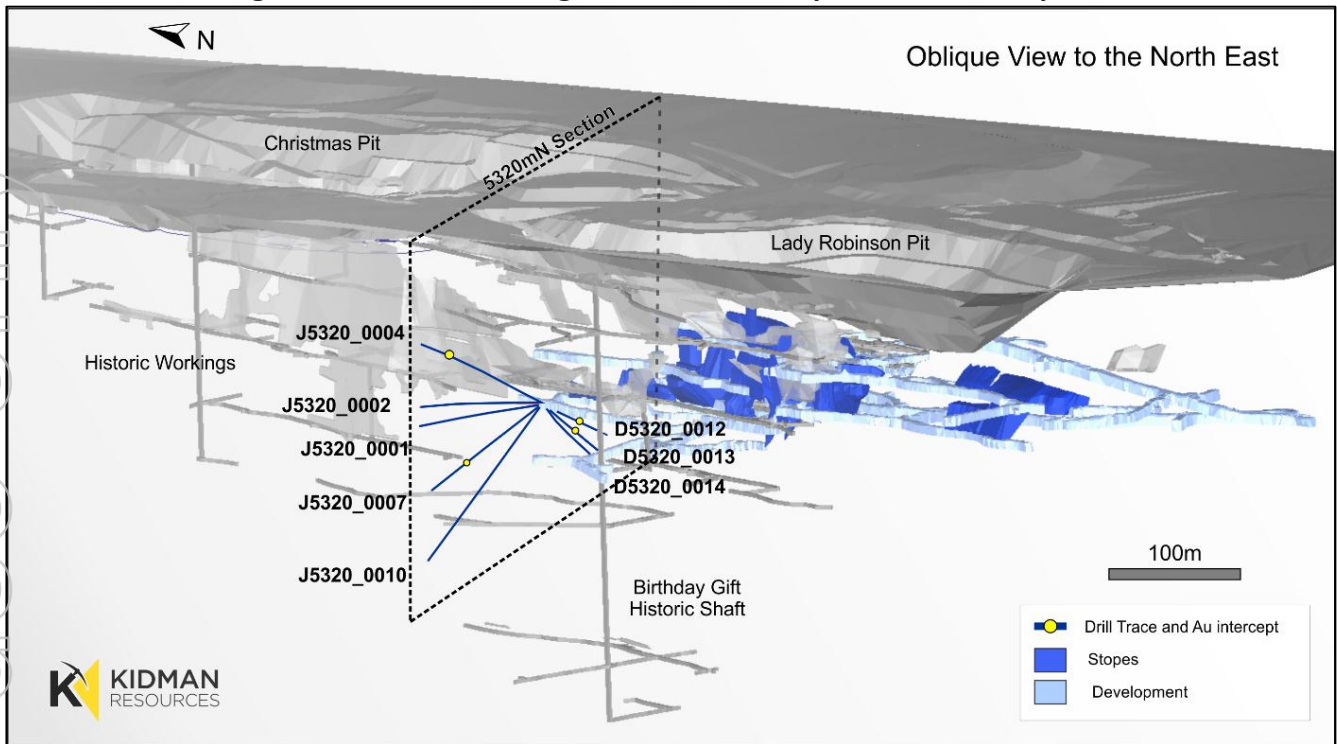 N
Oblique View to the North East
5320mN Section
Christmas Pit
Lady Robinson Pit
J5320_0004
Historic Workings
J5320_0002
D5320_0012
J5320_0001
D5320_0013
D5320_0014
J5320_0007
100m
J5320_0010
Birthday Gift
Historic Shaft
Drill Trace and Au intercept
Stopes
Development
KIDMAN
RESOURCES